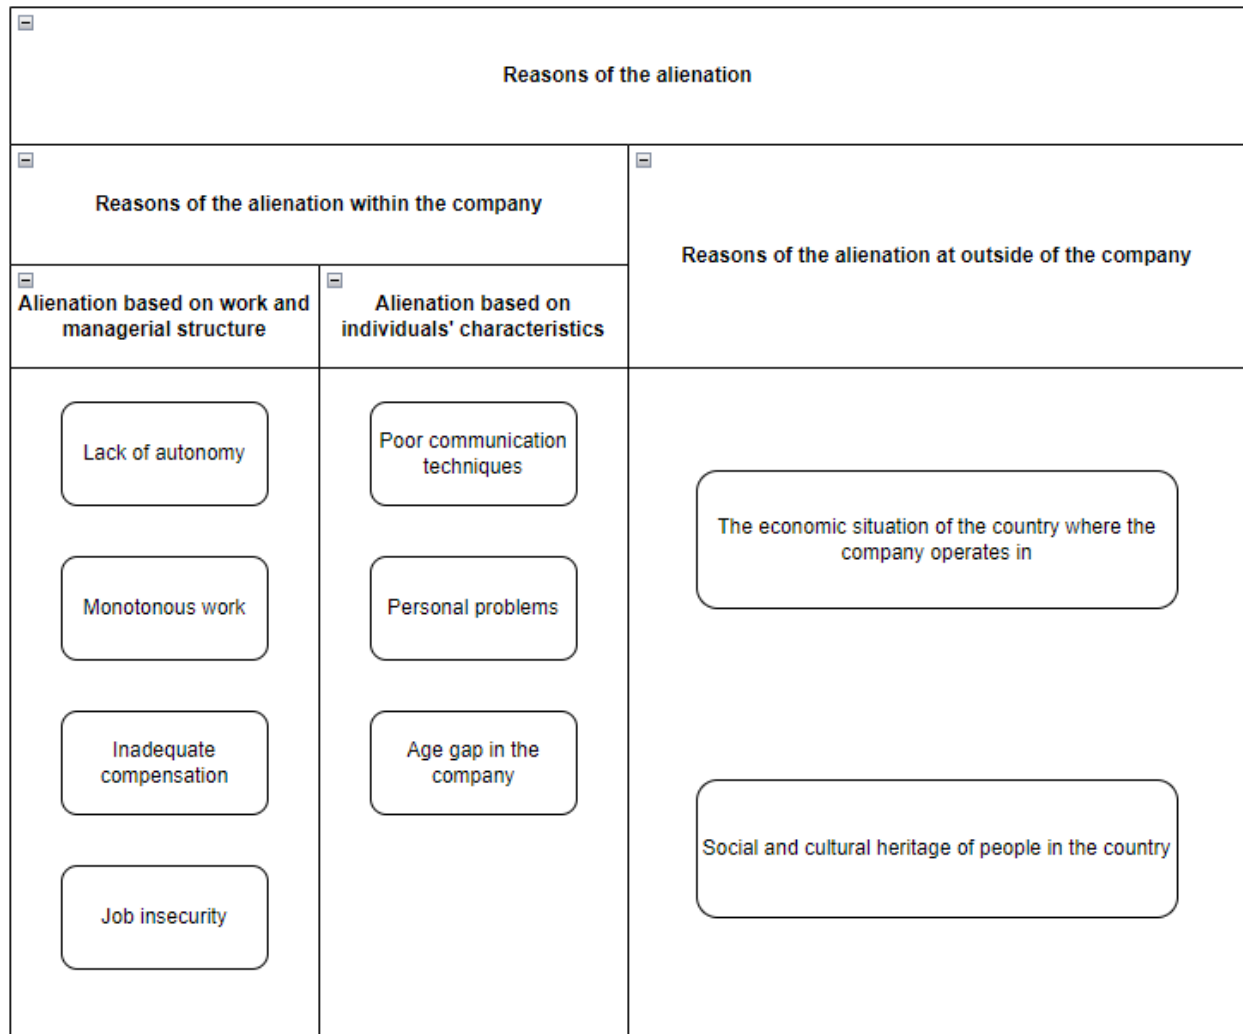 Reasons of the alienation
Reasons of the alienation within the company
Reasons of the alienation at outside of the company
Alienation based on work and
managerial structure
Alienation based on
individuals' characteristics
Lack of autonomy
Monotonous work
Inadequate
compensation
Job insecurity
Poor communication
techniques
Personal problems
Age gap in the
company
The economic situation of the country where the
company operates in
Social and cultural heritage of people in the country